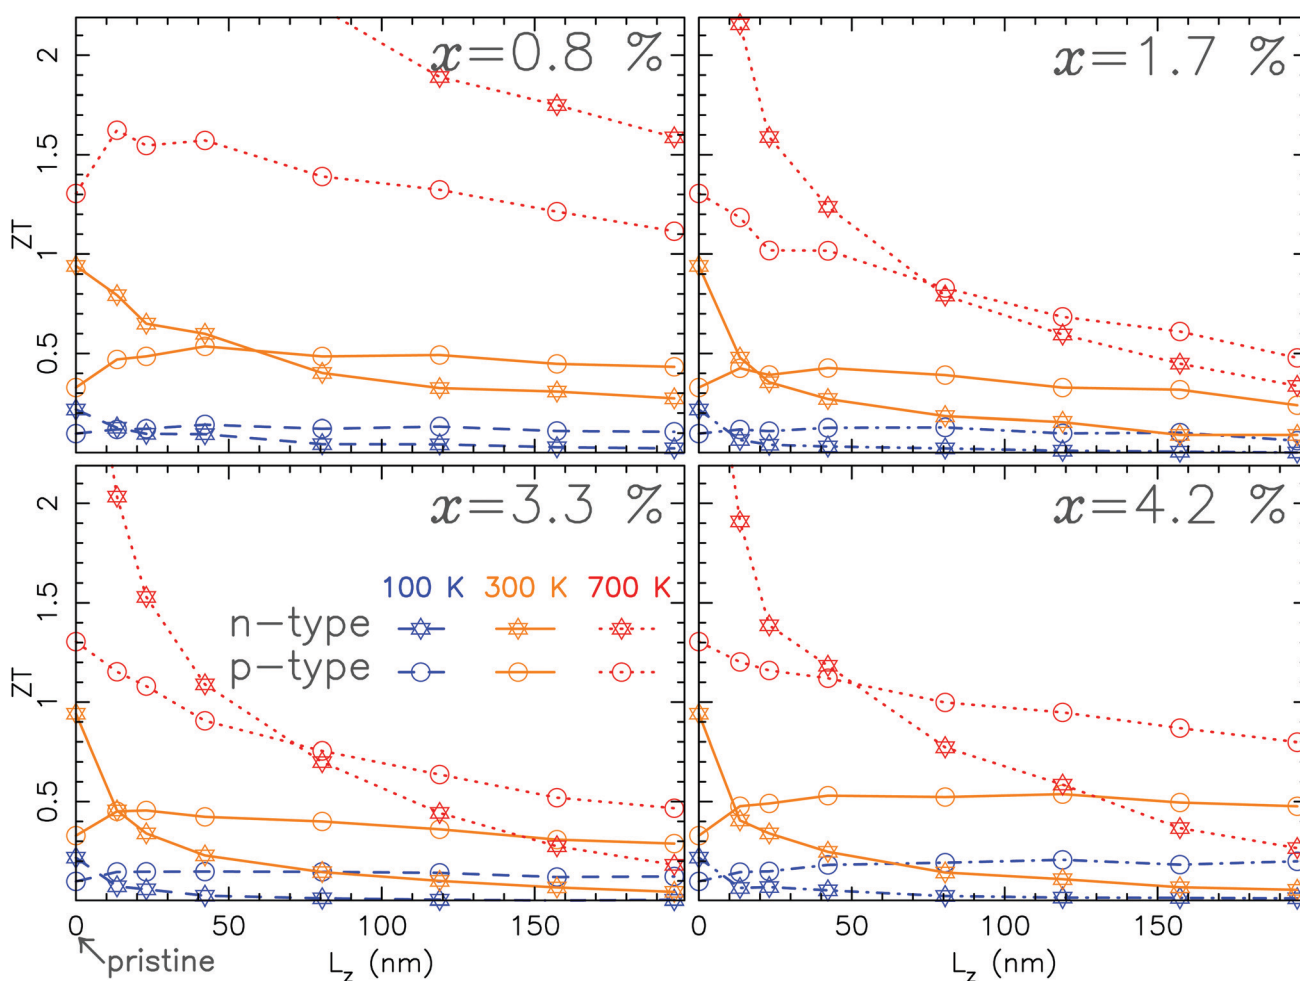 x=0.8 %
x=1.7 %
2
1.5
1
0.5
ZT
x=3.3 %
x=4.2 %
2
1.5
1
0.5
ZT
100 K 300 K 700 K
n-type
p-type
0 50 100 150
0 50 100 150
pristine
L_z (nm)
L_z (nm)